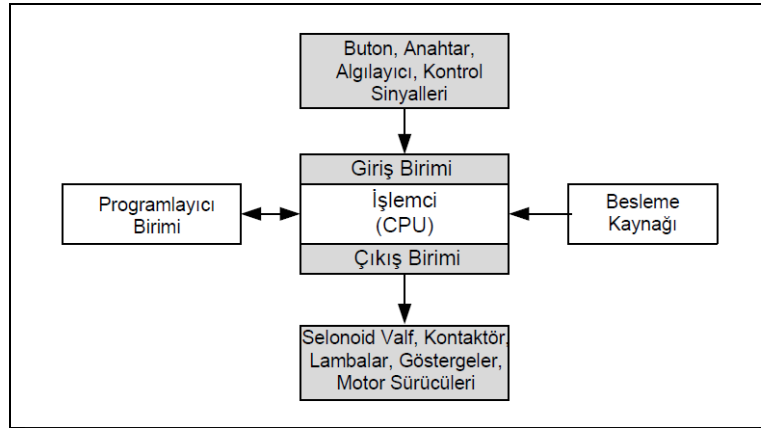 Buton, Anahtar,
Algılayıcı, Kontrol
Sinyalleri
Giriş Birimi
Programlayıcı
Birimi
İşlemci
(CPU)
Besleme
Kaynağı
Çıkış Birimi
Selonoid Valf, Kontaktör,
Lambalar, Göstergeler,
Motor Sürücüleri